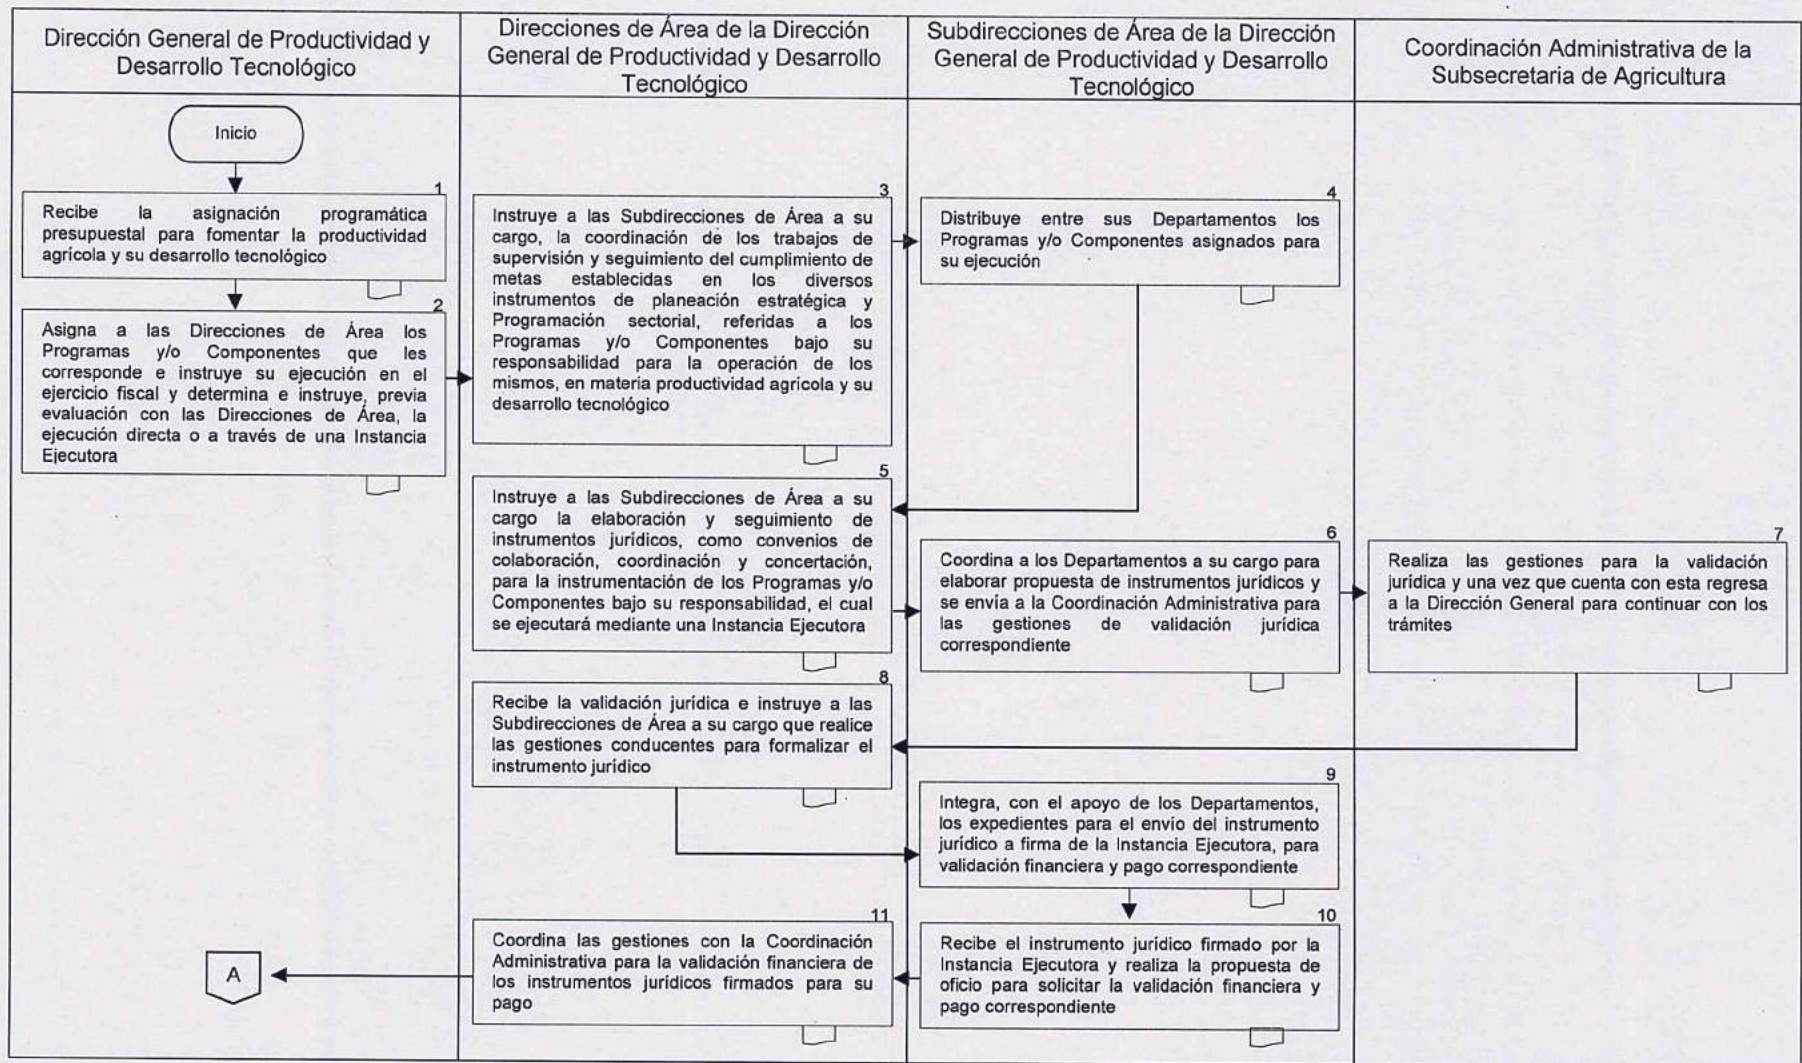 Dirección General de Productividad y
Desarrollo Tecnológico
Direcciones de Área de la Dirección
General de Productividad y Desarrollo
Tecnológico
Subdirecciones de Área de la Dirección
General de Productividad y Desarrollo
Tecnológico
Coordinación Administrativa de la
Subsecretaria de Agricultura
Inicio
1
Recibe la asignación programática
presupuestal para fomentar la productividad
agrícola y su desarrollo tecnológico
2
Asigna a las Direcciones de Área los
Programas y/o Componentes que les
corresponde e instruye su ejecución en el
ejercicio fiscal y determina e instruye, previa
evaluación con las Direcciones de Área, la
ejecución directa o a través de una Instancia
Ejecutora
3
Instruye a las Subdirecciones de Área a su
cargo, la coordinación de los trabajos de
supervisión y seguimiento del cumplimiento de
metas establecidas en los diversos
instrumentos de planeación estratégica y
Programación sectorial, referidas a los
Programas y/o Componentes bajo su
responsabilidad para la operación de los
mismos, en materia productividad agrícola y su
desarrollo tecnológico
4
Distribuye entre sus Departamentos los
Programas y/o Componentes asignados para
su ejecución
5
Instruye a las Subdirecciones de Área a su
cargo la elaboración y seguimiento de
instrumentos jurídicos, como convenios de
colaboración, coordinación y concertación,
para la instrumentación de los Programas y/o
Componentes bajo su responsabilidad, el cual
se ejecutará mediante una Instancia Ejecutora
6
Coordina a los Departamentos a su cargo para
elaborar propuesta de instrumentos jurídicos y
se envía a la Coordinación Administrativa para
las gestiones de validación jurídica
correspondiente
7
Realiza las gestiones para la validación
jurídica y una vez que cuenta con esta regresa
a la Dirección General para continuar con los
trámites
8
Recibe la validación jurídica e instruye a las
Subdirecciones de Área a su cargo que realice
las gestiones conducentes para formalizar el
instrumento jurídico
9
Integra, con el apoyo de los Departamentos,
los expedientes para el envío del instrumento
jurídico a firma de la Instancia Ejecutora, para
validación financiera y pago correspondiente
10
Recibe el instrumento jurídico firmado por la
Instancia Ejecutora y realiza la propuesta de
oficio para solicitar la validación financiera y
pago correspondiente
11
Coordina las gestiones con la Coordinación
Administrativa para la validación financiera de
los instrumentos jurídicos firmados para su
pago
A